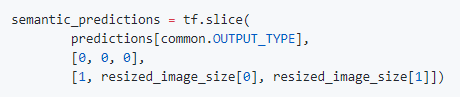 semantic_predictions = tf.slice(
        predictions[common.OUTPUT_TYPE],
        [0, 0, 0],
        [1, resized_image_size[0], resized_image_size[1]])